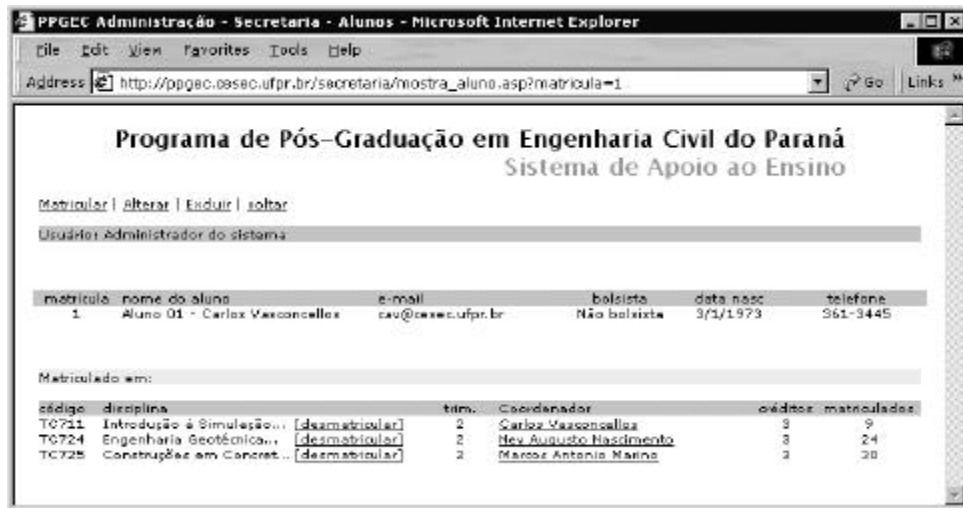 PPGEC Administração - Secretaria - Alunos - Microsoft Internet Explorer
File Edit View Favorites Tools Help
Address http://ppgec.cesec.ufpr.br/secretaria/mostra_aluno.asp?matricula=1 Go Links »
Programa de Pós-Graduação em Engenharia Civil do Paraná
Sistema de Apoio ao Ensino
Matricular | Alterar | Excluir | voltar
Usuário: Administrador do sistema
matricula nome do aluno e-mail bolsista data nasc telefone
1 Aluno 01 - Carlos Vasconcellos cav@cesec.ufpr.br Não bolsista 3/1/1973 361-3445
Matriculado em:
código disciplina trim. Coordenador créditos matriculados
TC711 Introdução á Simulação... [desmatricular] 2 Carlos Vasconcellos 3 9
TC724 Engenharia Geotécnica... [desmatricular] 2 Ney Augusto Nascimento 3 24
TC725 Construções em Concret... [desmatricular] 2 Marcos Antonio Marino 3